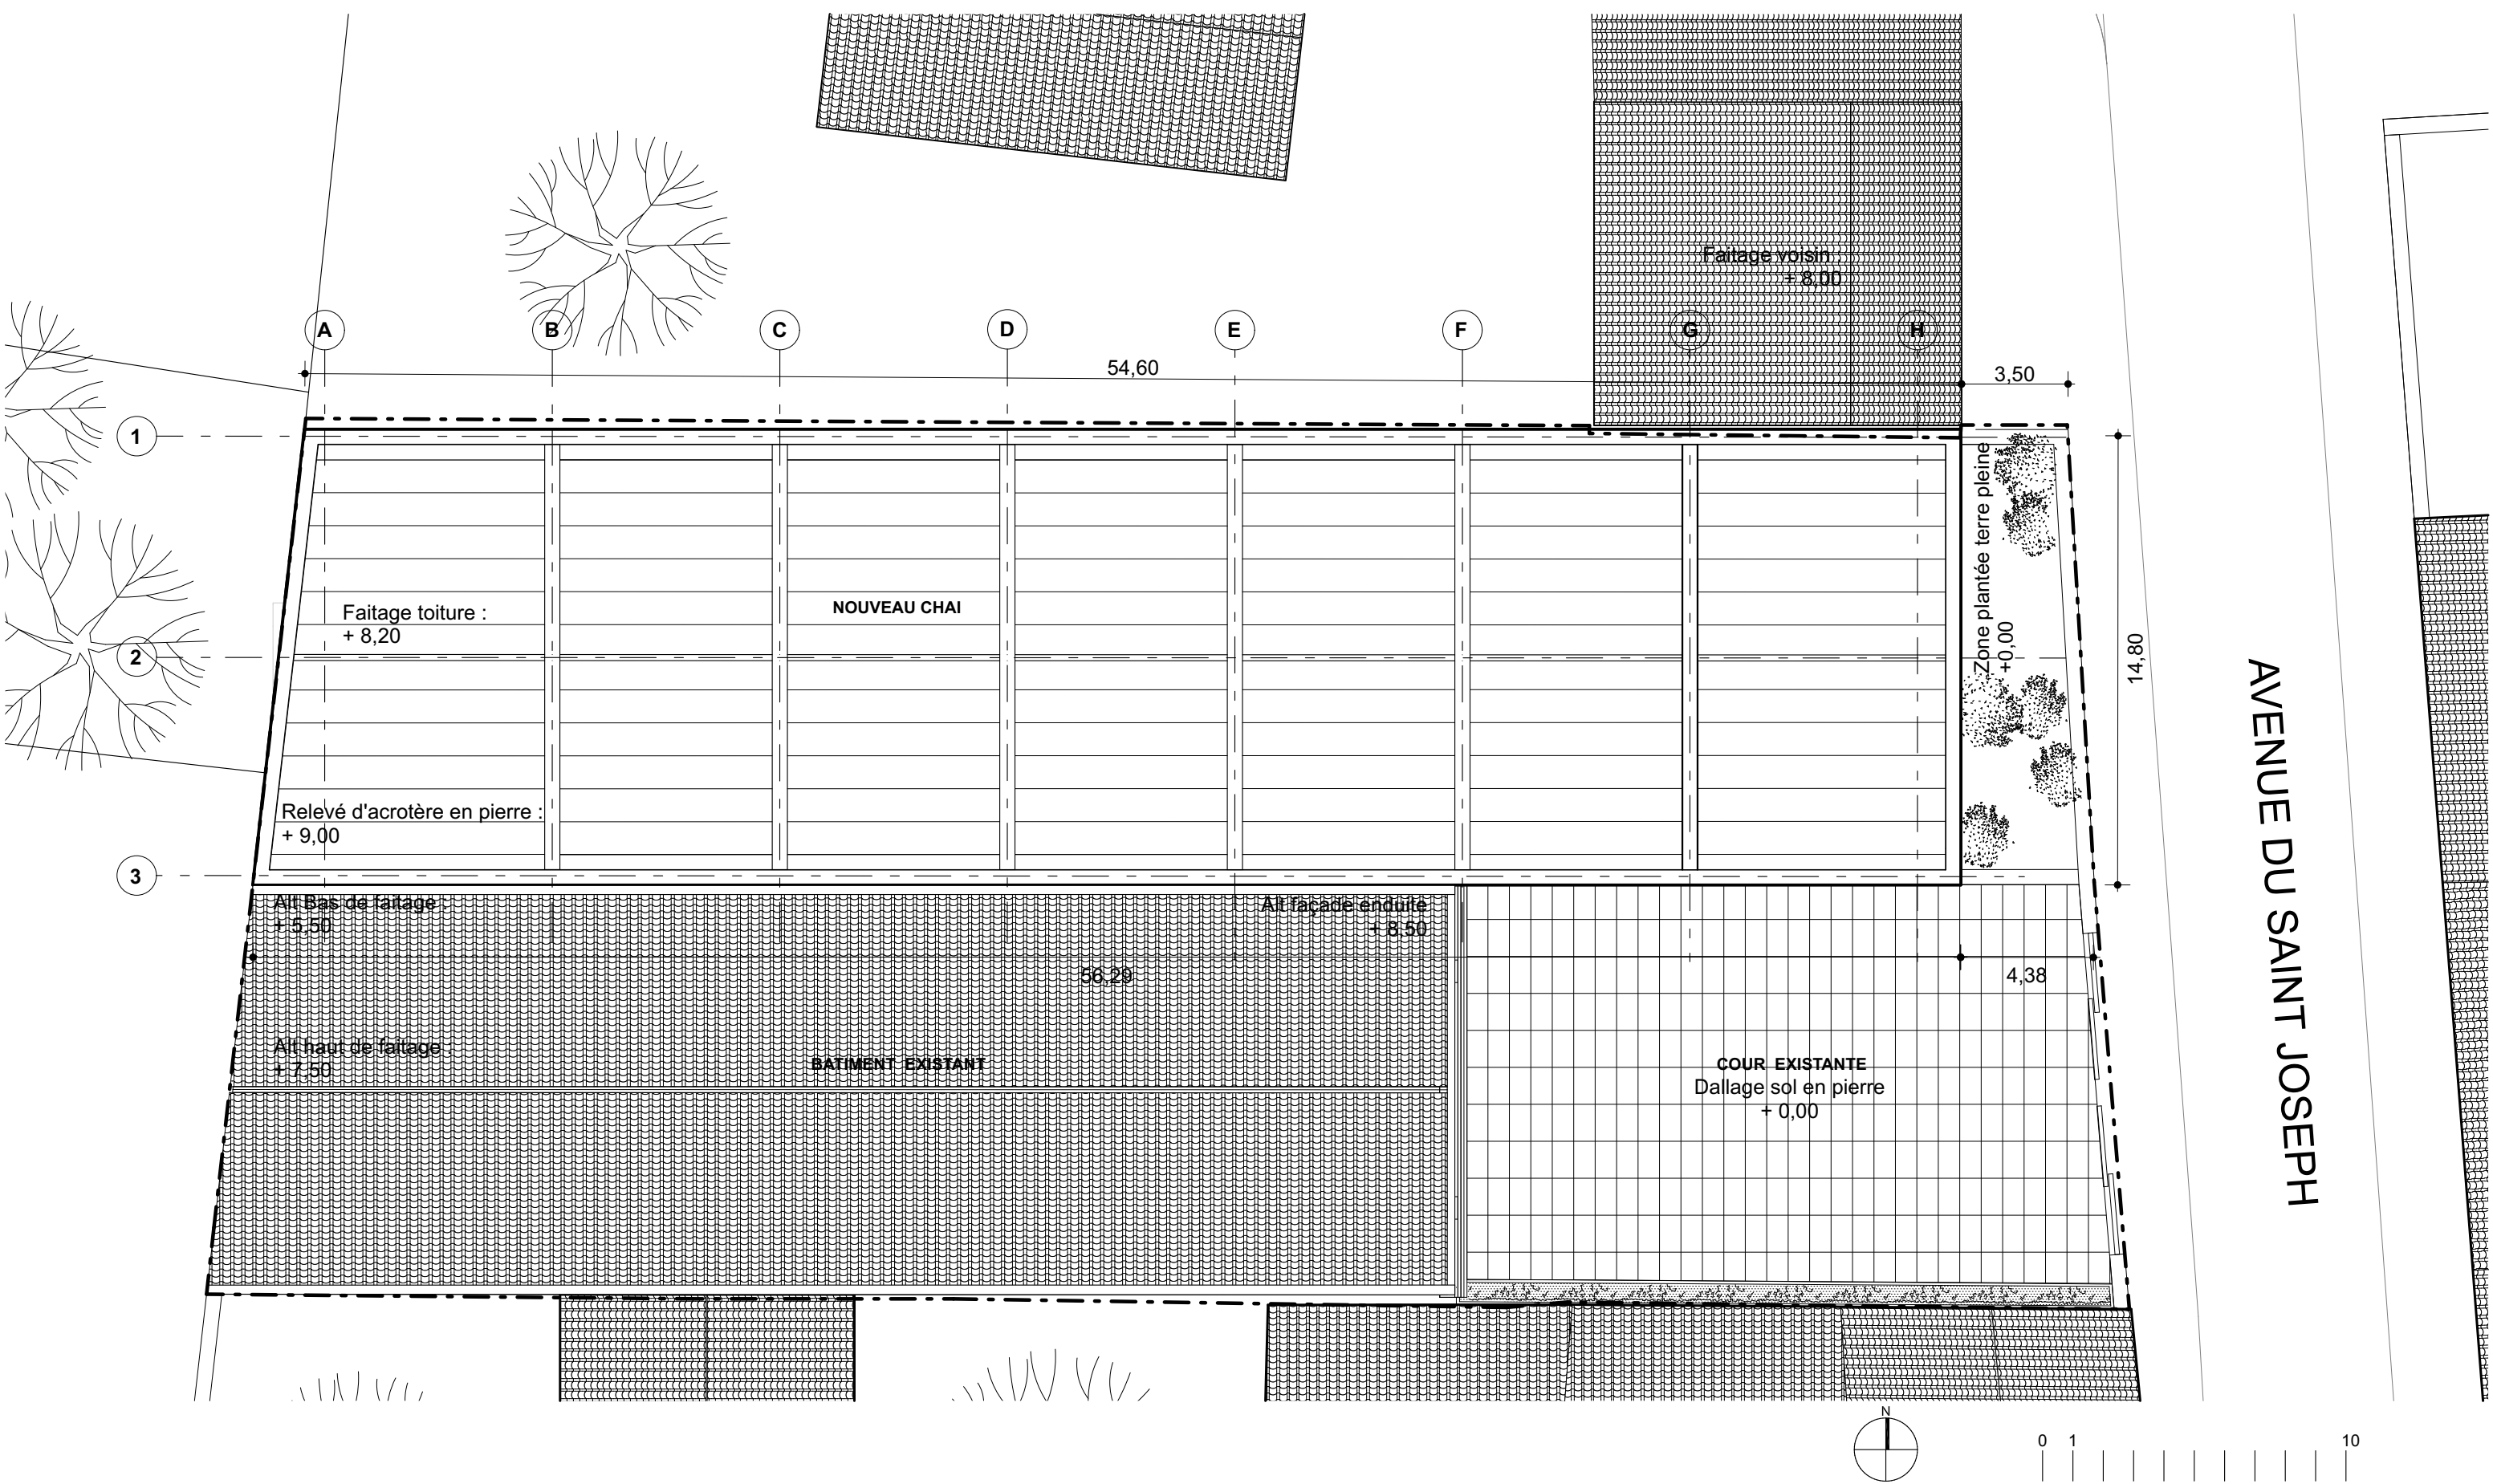 Faitage voisin :
+ 8,00
A
B
C
D
E
F
G
H
54,60
3,50
1
2
3
Faitage toiture :
+ 8,20
NOUVEAU CHAI
Relevé d'acrotère en pierre :
+ 9,00
Zone plantée terre pleine
+0,00
14,80
AVENUE DU SAINT JOSEPH
Alt Bas de faitage :
+ 5,50
Alt façade enduite
+ 8,50
56,29
4,38
Alt haut de faitage :
+ 7,50
BATIMENT EXISTANT
COUR EXISTANTE
Dallage sol en pierre
+ 0,00
N
0 1 10